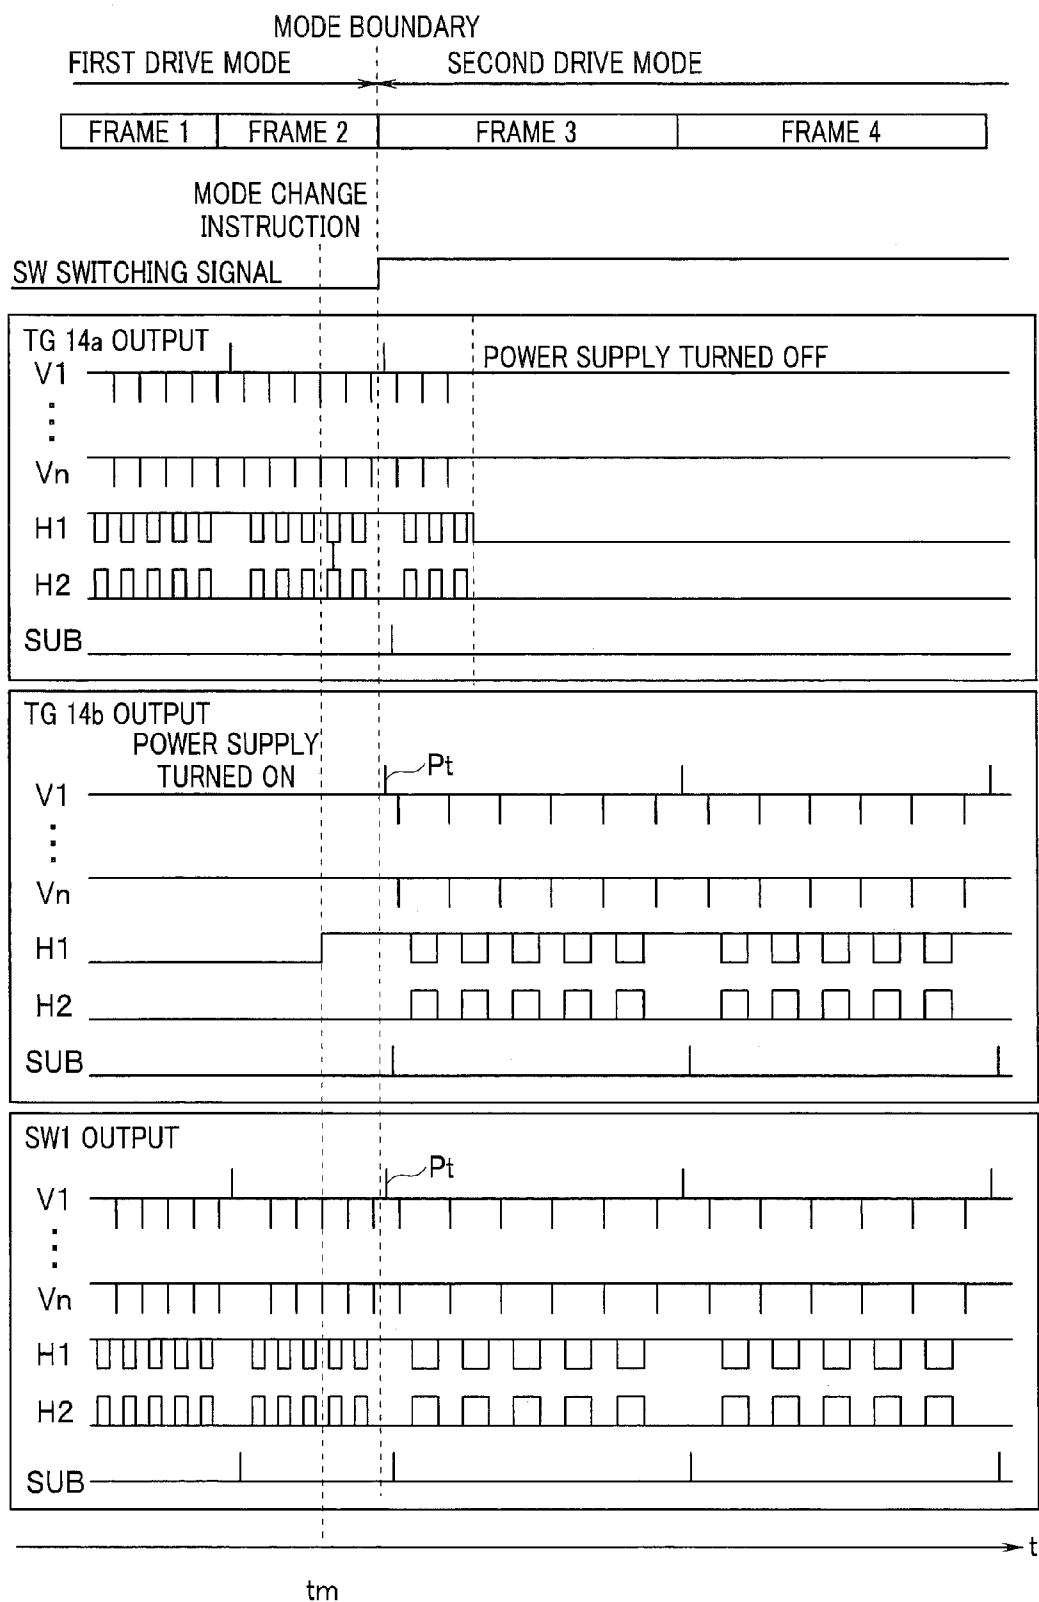 MODE BOUNDARY
FIRST DRIVE MODE
SECOND DRIVE MODE
FRAME 1
FRAME 2
FRAME 3
FRAME 4
MODE CHANGE
INSTRUCTION
SW SWITCHING SIGNAL
TG 14a OUTPUT
POWER SUPPLY TURNED OFF
V1
Vn
H1
H2
SUB
TG 14b OUTPUT
POWER SUPPLY
TURNED ON
Pt
V1
Vn
H1
H2
SUB
SW1 OUTPUT
Pt
V1
Vn
H1
H2
SUB
t
tm